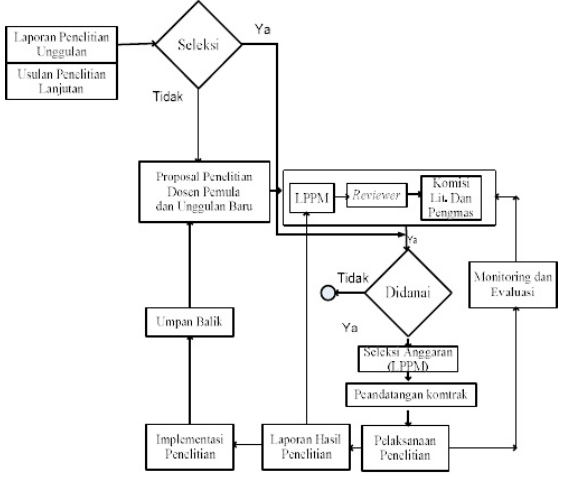 Laporan Penelitian
Unggulan
Usulan Penelitian
Lanjutan
Seleksi
Ya
Tidak
Proposal Penelitian
Dosen Pemula
dan Unggulan Baru
LPPM
Reviewer
Komisi
Lit. Dan
Pengmas
Ya
Tidak
Didanai
Ya
Monitoring dan
Evaluasi
Umpan Balik
Seleksi Anggaran
(LPPM)
Peandatangan komtrak
Implementasi
Penelitian
Laporan Hasil
Penelitian
Pelaksanaan
Penelitian